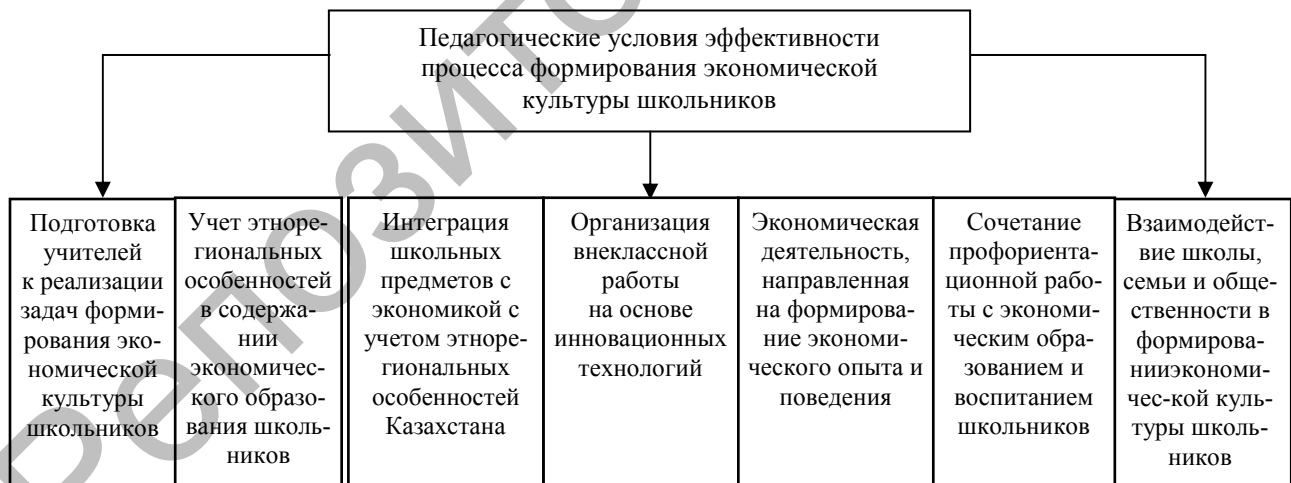 Педагогические условия эффективности
процесса формирования экономической
культуры школьников
Подготовка
учителей
к реализации
задач форми-
рования эко-
номической
культуры
школьников
Учет этноре-
гиональных
особенностей
в содержа-
нии
экономичес-
кого образо-
вания школь-
ников
Интеграция
школьных
предметов с
экономикой с
учетом этноре-
гиональных
особенностей
Казахстана
Организация
внеклассной
работы
на основе
инновационных
технологий
Экономическая
деятельность,
направленная
на формирова-
ние экономи-
ческого опыта и
поведения
Сочетание
профориента-
ционной рабо-
ты с экономи-
ческим обра-
зованием и
воспитанием
школьников
Взаимодейст-
вие школы,
семьи и обще-
ственности в
формирова-
нииэкономи-
чес-кой куль-
туры школь-
ников
Репозито